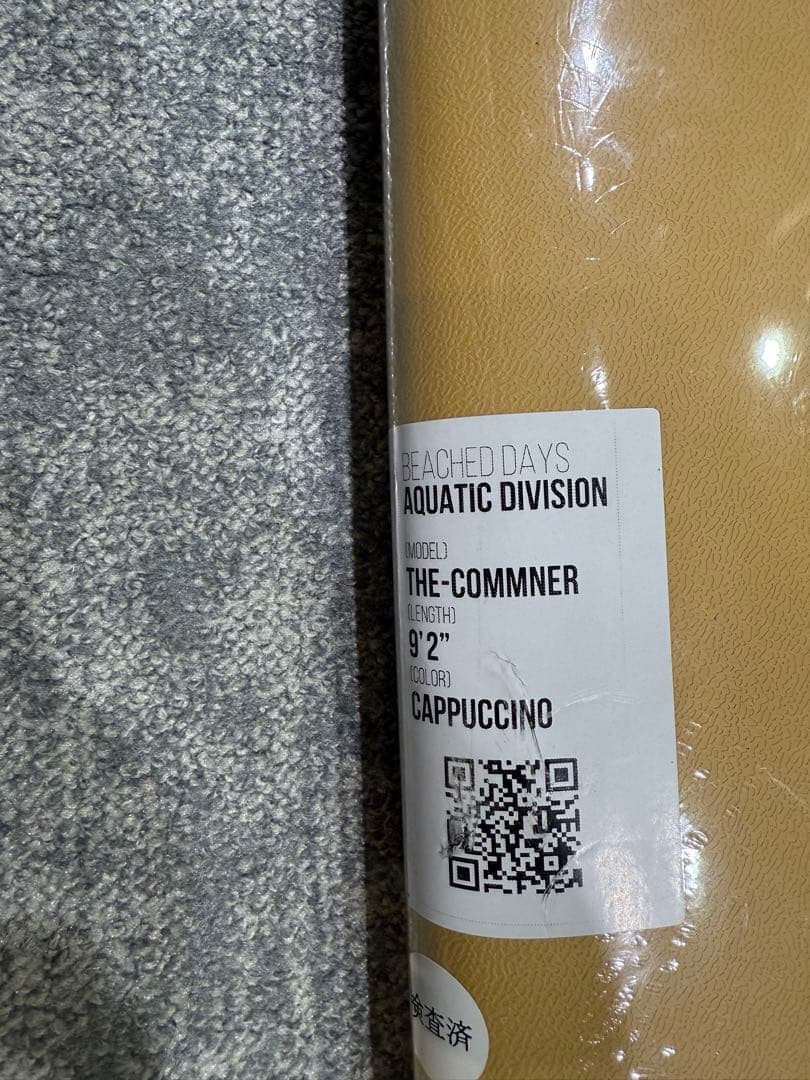 BEACHED DAYS
AQUATIC DIVISION
(MODEL)
THE-COMMNER
(LENGTH)
9' 2"
(COLOR)
CAPPUCCINO
検査済